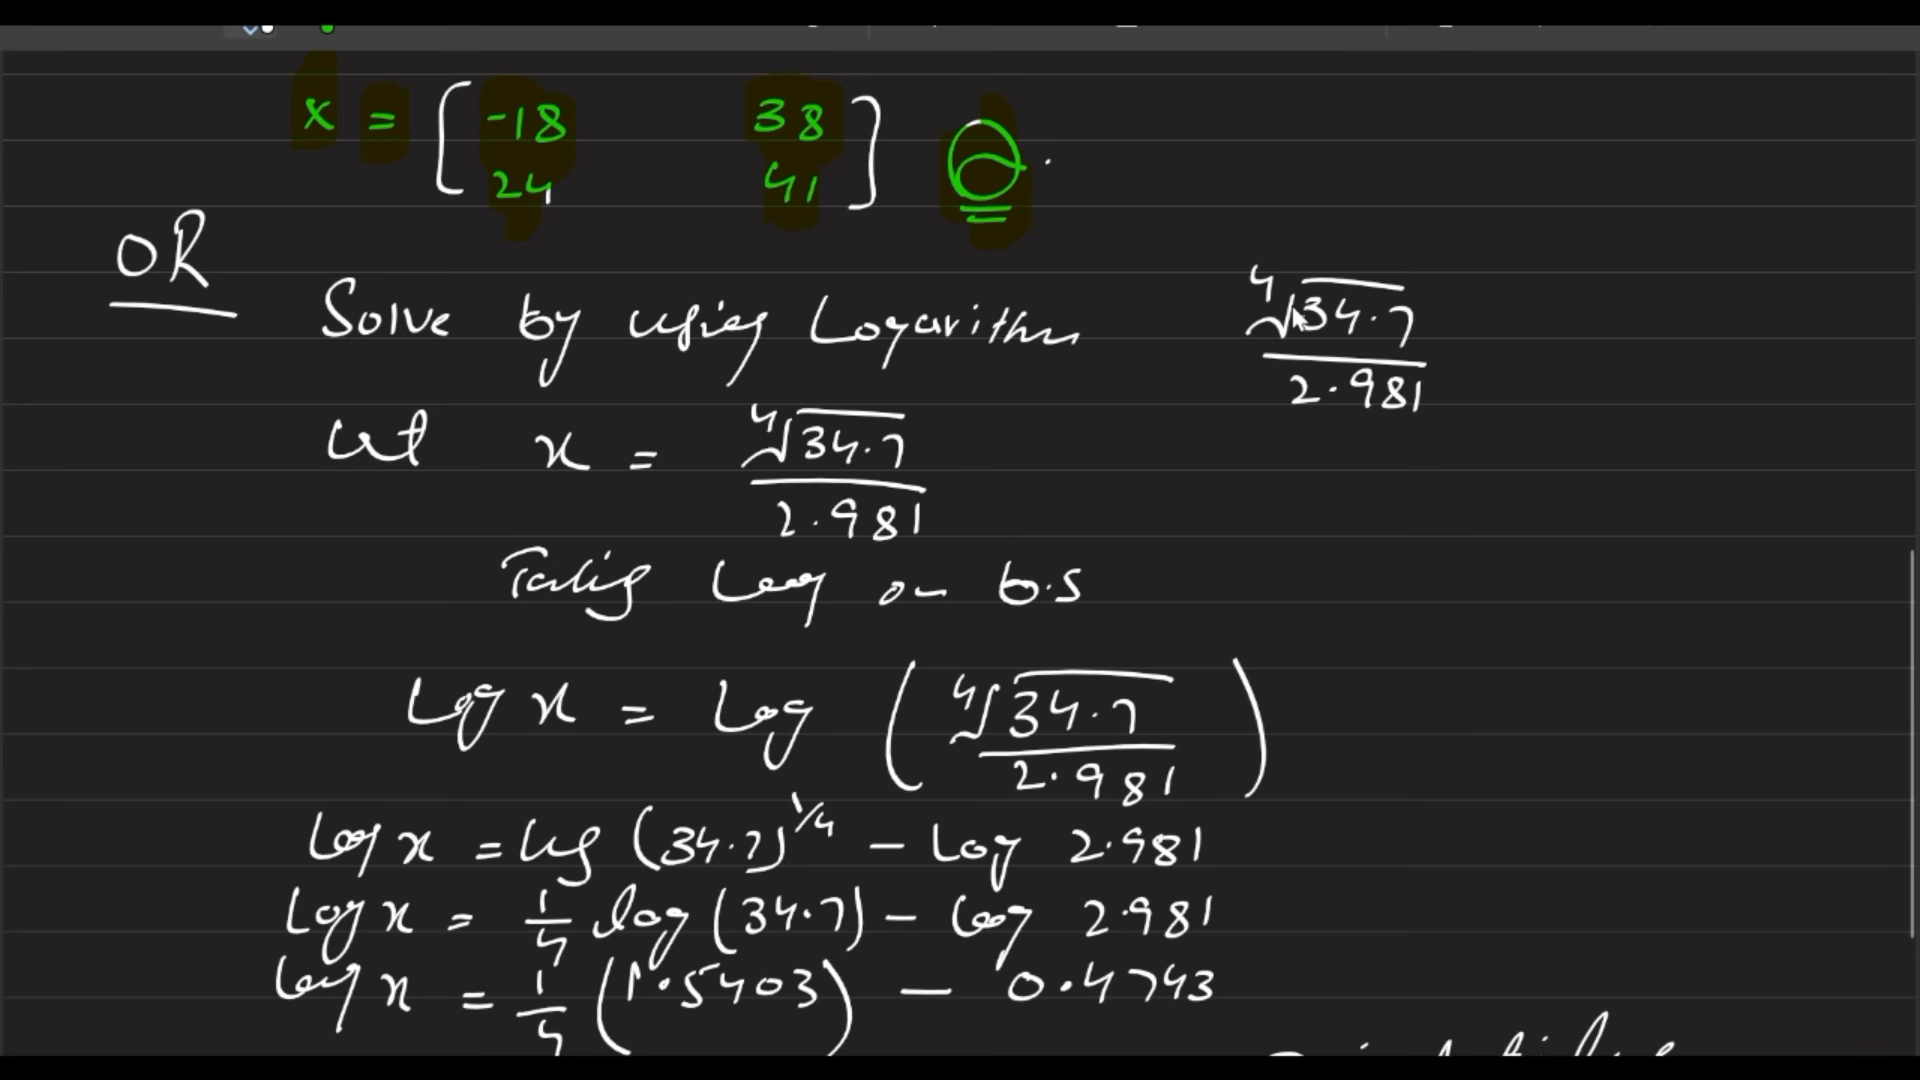 x = [ -18 38
24 41 ]
OR
Solve by using Logarithm ⁴√34.7 / 2.981
Let x = ⁴√34.7 / 2.981
Taking Log on b.s
Log x = Log ( ⁴√34.7 / 2.981 )
Log x = Log (34.7)^1/4 - Log 2.981
Log x = 1/4 log (34.7) - Log 2.981
Log x = 1/4 (1.5403) - 0.4743